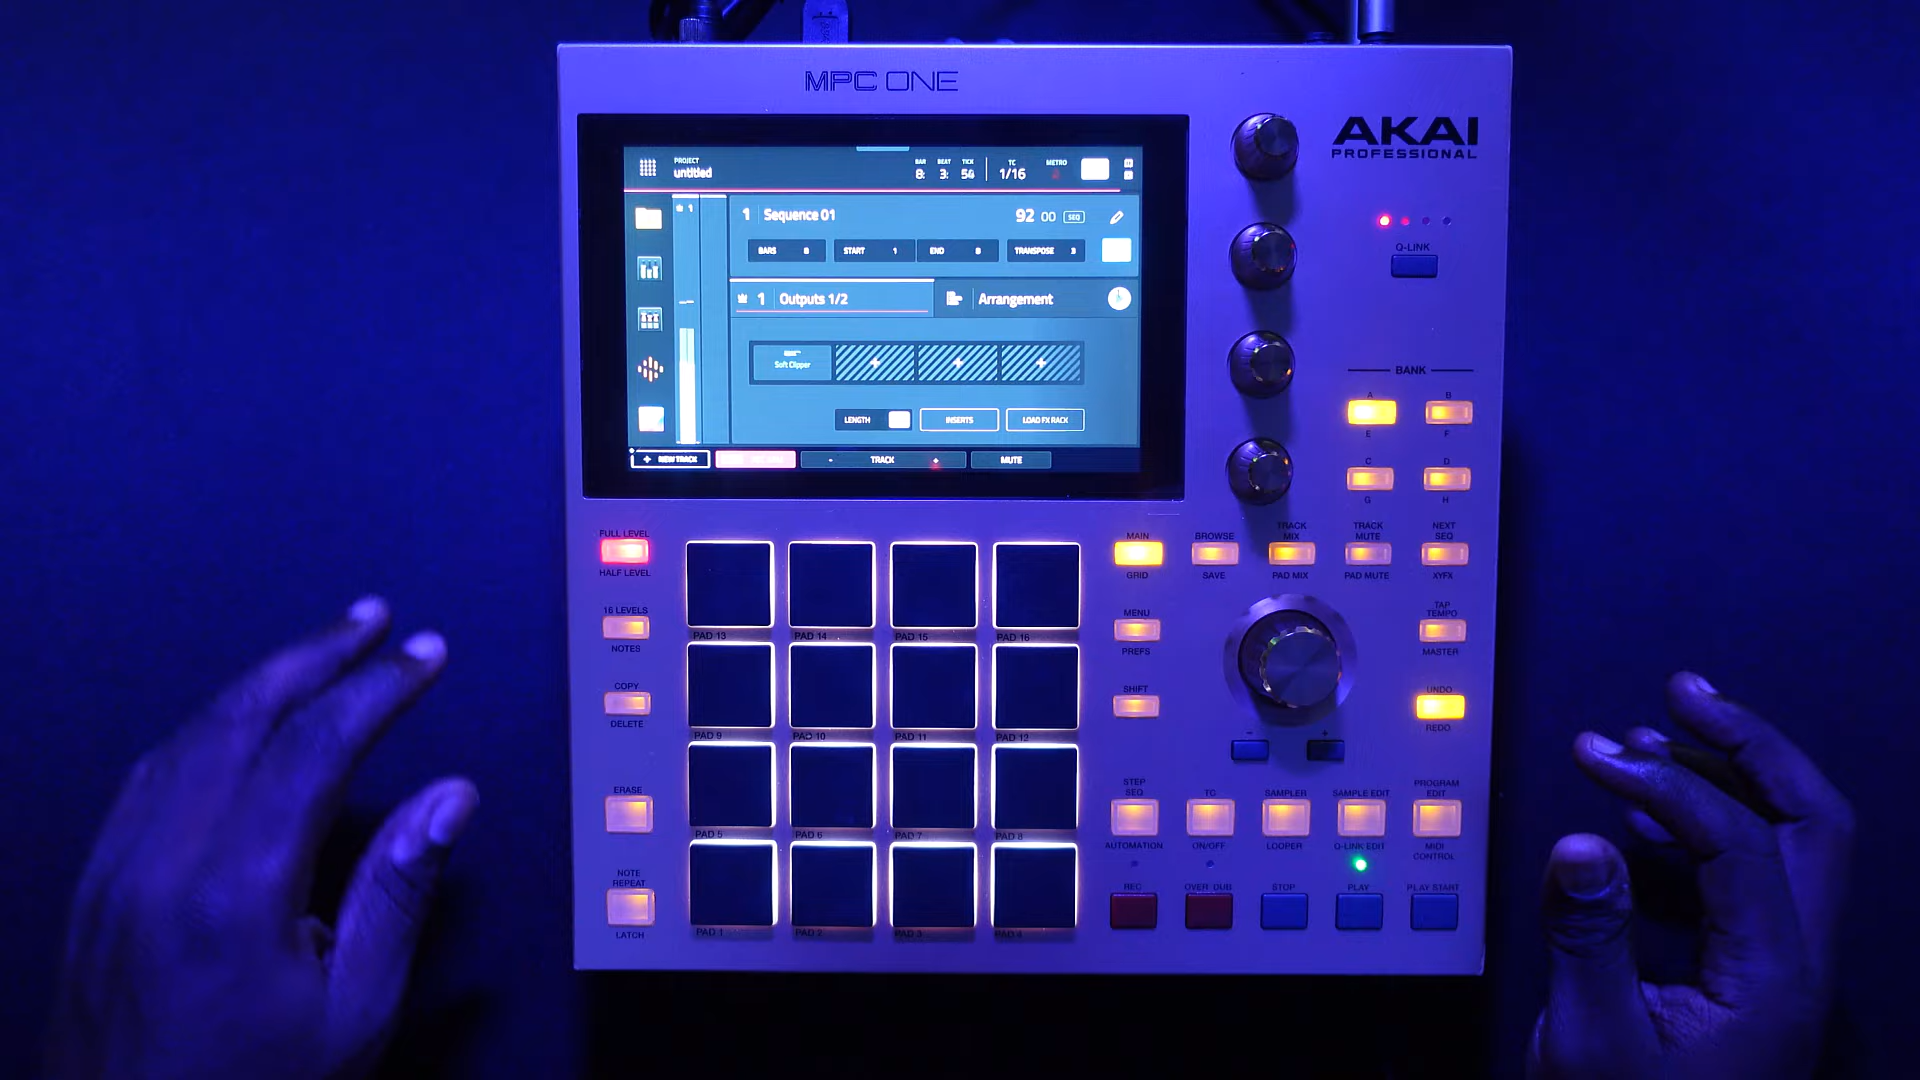 MPC ONE
AKAI
PROFESSIONAL
PROJECT
untitled
BAR BEAT TICK
8: 3: 54
TC
1/16
METRO
1
1 Sequence 01
92 00 SEQ
BARS 8
START 1
END 8
TRANSPOSE 3
1 Outputs 1/2
Arrangement
Soft Clipper
LENGTH
INSERTS
LOAD FX RACK
+ NEW TRACK
- TRACK +
MUTE
Q-LINK
BANK
A B
E F
C D
G H
FULL LEVEL
HALF LEVEL
16 LEVELS
NOTES
COPY
DELETE
ERASE
NOTE
REPEAT
LATCH
PAD 13 PAD 14 PAD 15 PAD 16
PAD 9 PAD 10 PAD 11 PAD 12
PAD 5 PAD 6 PAD 7 PAD 8
PAD 1 PAD 2 PAD 3 PAD 4
MAIN
GRID
BROWSE
SAVE
TRACK
MIX
PAD MIX
TRACK
MUTE
PAD MUTE
NEXT
SEQ
XYFX
MENU
PREFS
TAP
TEMPO
MASTER
SHIFT
UNDO
REDO
- +
STEP
SEQ
AUTOMATION
TC
ON/OFF
SAMPLER
LOOPER
SAMPLE EDIT
Q-LINK EDIT
PROGRAM
EDIT
MIDI
CONTROL
REC
OVER DUB
STOP
PLAY
PLAY START